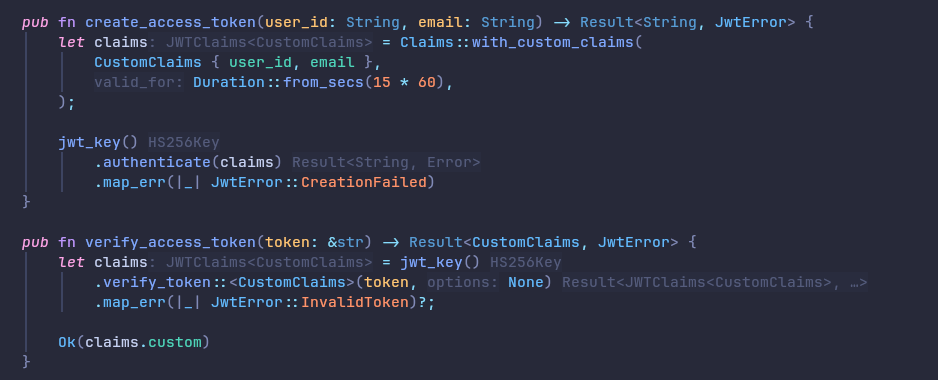 pub fn create_access_token(user_id: String, email: String) -> Result<String, JwtError> {
    let claims: JWTClaims<CustomClaims> = Claims::with_custom_claims(
        CustomClaims { user_id, email },
        valid_for: Duration::from_secs(15 * 60),
    );

    jwt_key() HS256Key
        .authenticate(claims) Result<String, Error>
        .map_err(|_| JwtError::CreationFailed)
}

pub fn verify_access_token(token: &str) -> Result<CustomClaims, JwtError> {
    let claims: JWTClaims<CustomClaims> = jwt_key() HS256Key
        .verify_token::<CustomClaims>(token, options: None) Result<JWTClaims<CustomClaims>, …>
        .map_err(|_| JwtError::InvalidToken)?;

    Ok(claims.custom)
}